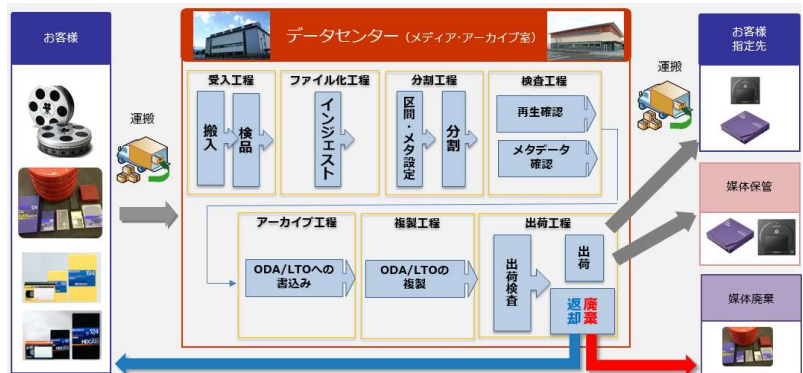 お客様
データセンター（メディア・アーカイブ室）
お客様
指定先
運搬
運搬
受入工程
ファイル化工程
分割工程
検査工程
搬入
検品
インジェスト
区間・メタ設定
分割
再生確認
メタデータ
確認
媒体保管
アーカイブ工程
複製工程
出荷工程
ODA/LTOへの
書込み
ODA/LTOの
複製
出荷検査
出荷
返却
廃棄
媒体廃棄
194
124
HDCAM